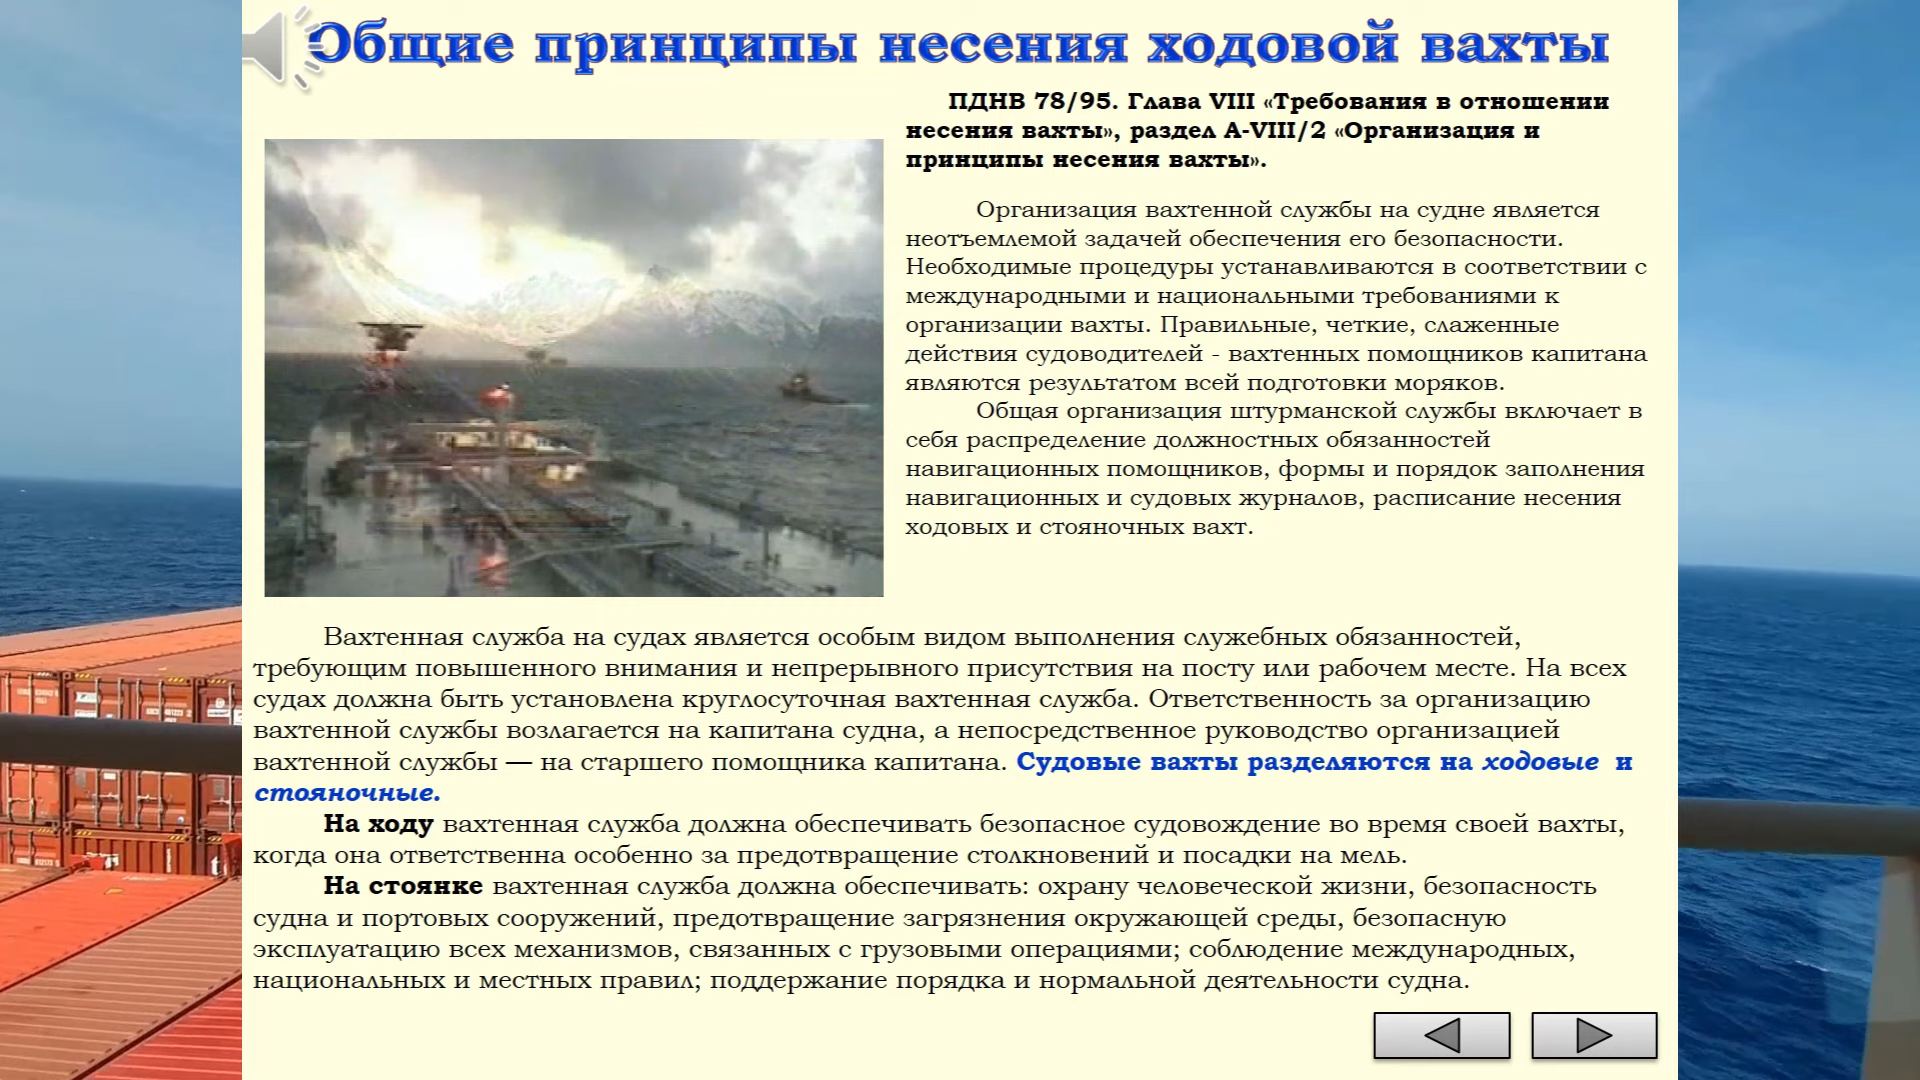 Общие принципы несения ходовой вахты
ПДНВ 78/95. Глава VIII «Требования в отношении
несения вахты», раздел А-VIII/2 «Организация и
принципы несения вахты».
Организация вахтенной службы на судне является
неотъемлемой задачей обеспечения его безопасности.
Необходимые процедуры устанавливаются в соответствии с
международными и национальными требованиями к
организации вахты. Правильные, четкие, слаженные
действия судоводителей - вахтенных помощников капитана
являются результатом всей подготовки моряков.
Общая организация штурманской службы включает в
себя распределение должностных обязанностей
навигационных помощников, формы и порядок заполнения
навигационных и судовых журналов, расписание несения
ходовых и стояночных вахт.
Вахтенная служба на судах является особым видом выполнения служебных обязанностей,
требующим повышенного внимания и непрерывного присутствия на посту или рабочем месте. На всех
судах должна быть установлена круглосуточная вахтенная служба. Ответственность за организацию
вахтенной службы возлагается на капитана судна, а непосредственное руководство организацией
вахтенной службы — на старшего помощника капитана. Судовые вахты разделяются на ходовые и
стояночные.
На ходу вахтенная служба должна обеспечивать безопасное судовождение во время своей вахты,
когда она ответственна особенно за предотвращение столкновений и посадки на мель.
На стоянке вахтенная служба должна обеспечивать: охрану человеческой жизни, безопасность
судна и портовых сооружений, предотвращение загрязнения окружающей среды, безопасную
эксплуатацию всех механизмов, связанных с грузовыми операциями; соблюдение международных,
национальных и местных правил; поддержание порядка и нормальной деятельности судна.